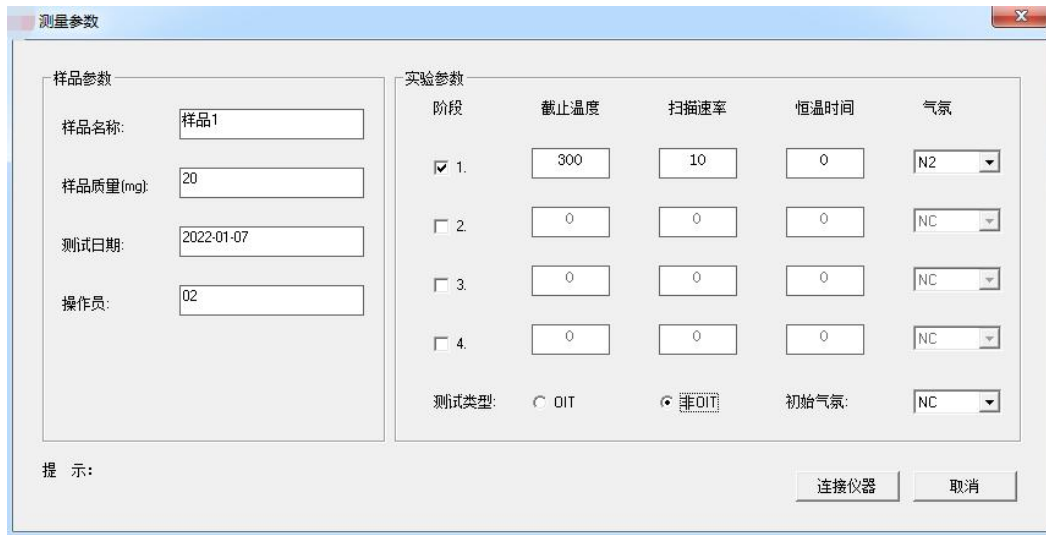 测量参数
样品参数
样品名称: 样品1
样品质量(mg): 20
测试日期: 2022-01-07
操作员: 02
实验参数
阶段 截止温度 扫描速率 恒温时间 气氛
1. 300 10 0 N2
2. 0 0 0 NC
3. 0 0 0 NC
4. 0 0 0 NC
测试类型: OIT 非OIT 初始气氛: NC
提 示:
连接仪器 取消